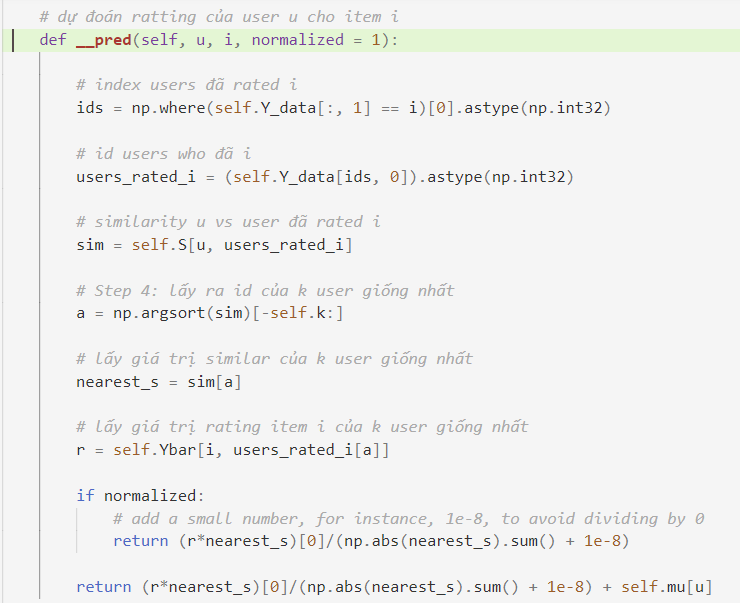 # dự đoán ratting của user u cho item i
def __pred(self, u, i, normalized = 1):
# index users đã rated i
ids = np.where(self.Y_data[:, 1] == i)[0].astype(np.int32)
# id users who đã i
users_rated_i = (self.Y_data[ids, 0]).astype(np.int32)
# similarity u vs user đã rated i
sim = self.S[u, users_rated_i]
# Step 4: lấy ra id của k user giống nhất
a = np.argsort(sim)[-self.k:]
# lấy giá trị similar của k user giống nhất
nearest_s = sim[a]
# lấy giá trị rating item i của k user giống nhất
r = self.Ybar[i, users_rated_i[a]]
if normalized:
# add a small number, for instance, 1e-8, to avoid dividing by 0
return (r*nearest_s)[0]/(np.abs(nearest_s).sum() + 1e-8)
return (r*nearest_s)[0]/(np.abs(nearest_s).sum() + 1e-8) + self.mu[u]